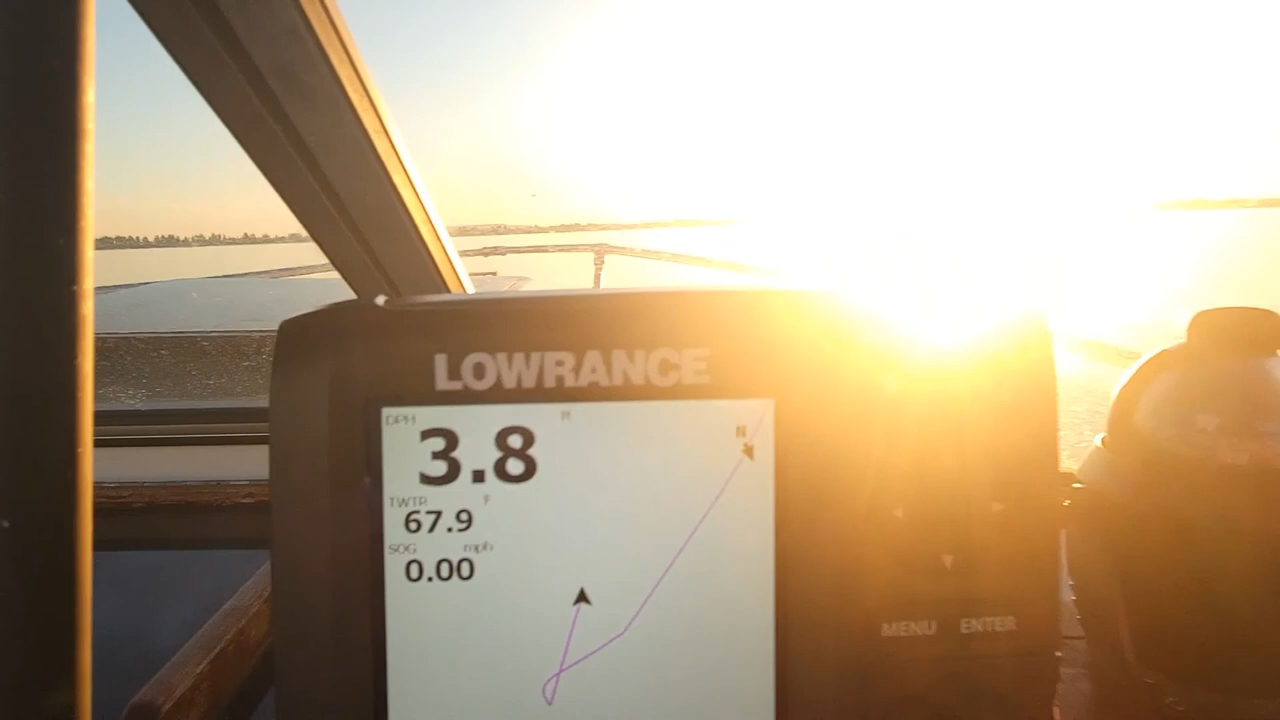 LOWRANCE
DPH ft
3.8
N
TWTR F
67.9
SOG mph
0.00
MENU ENTER